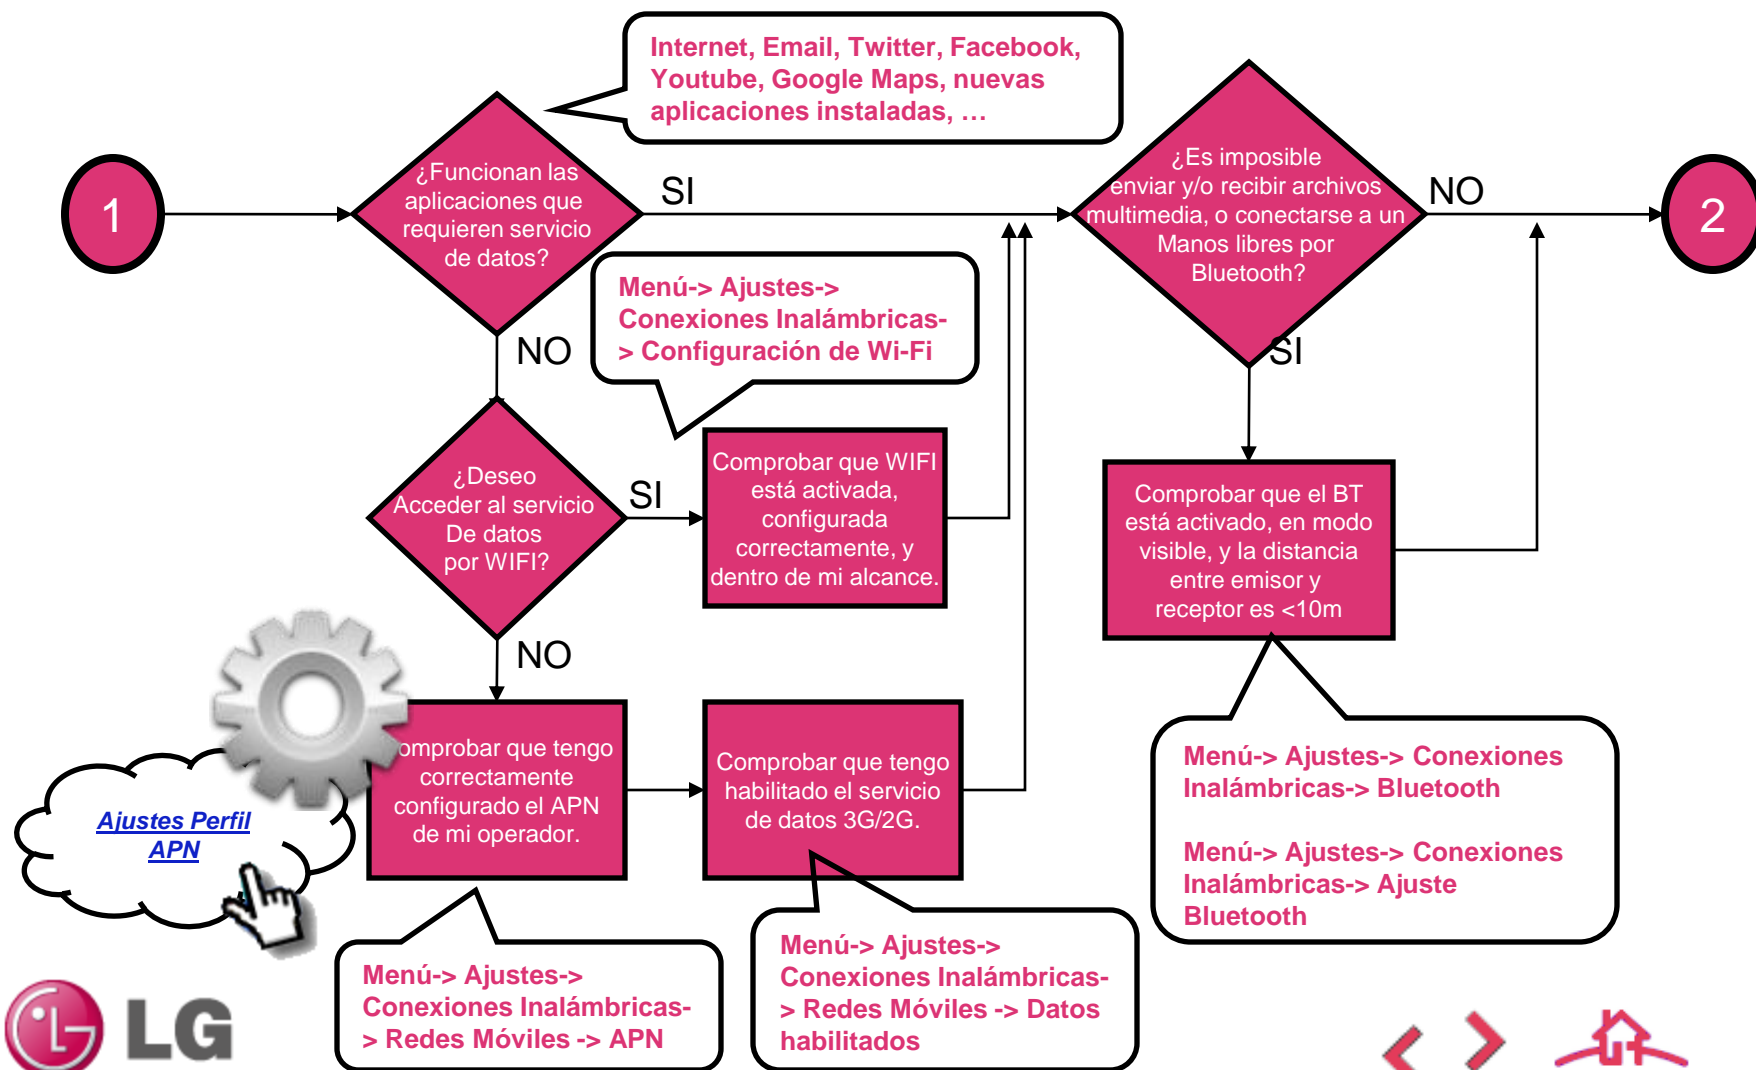 Internet, Email, Twitter, Facebook,
Youtube, Google Maps, nuevas
aplicaciones instaladas, …
1
¿Funcionan las
aplicaciones que
requieren servicio
de datos?
SI
¿Es imposible
enviar y/o recibir archivos
multimedia, o conectarse a un
Manos libres por
Bluetooth?
NO
2
Menú-> Ajustes->
Conexiones Inalámbricas-
> Configuración de Wi-Fi
NO
SI
¿Deseo
Acceder al servicio
De datos
por WIFI?
SI
Comprobar que WIFI
está activada,
configurada
correctamente, y
dentro de mi alcance.
Comprobar que el BT
está activado, en modo
visible, y la distancia
entre emisor y
receptor es <10m
NO
omprobar que tengo
correctamente
configurado el APN
de mi operador.
Comprobar que tengo
habilitado el servicio
de datos 3G/2G.
Ajustes Perfil
APN
Menú-> Ajustes-> Conexiones
Inalámbricas-> Bluetooth
Menú-> Ajustes-> Conexiones
Inalámbricas-> Ajuste
Bluetooth
Menú-> Ajustes->
Conexiones Inalámbricas-
> Redes Móviles -> APN
Menú-> Ajustes->
Conexiones Inalámbricas-
> Redes Móviles -> Datos
habilitados
LG